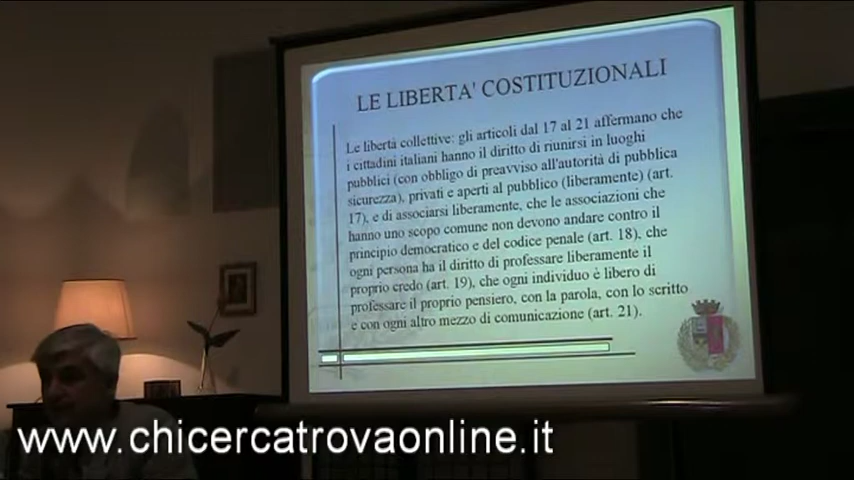 LE LIBERTA' COSTITUZIONALI
Le libertà collettive: gli articoli dal 17 al 21 affermano che
i cittadini italiani hanno il diritto di riunirsi in luoghi
pubblici (con obbligo di preavviso all'autorità di pubblica
sicurezza), privati e aperti al pubblico (liberamente) (art.
17), e di associarsi liberamente, che le associazioni che
hanno uno scopo comune non devono andare contro il
principio democratico e del codice penale (art. 18), che
ogni persona ha il diritto di professare liberamente il
proprio credo (art. 19), che ogni individuo è libero di
professare il proprio pensiero, con la parola, con lo scritto
e con ogni altro mezzo di comunicazione (art. 21).
www.chicercatrovaonline.it